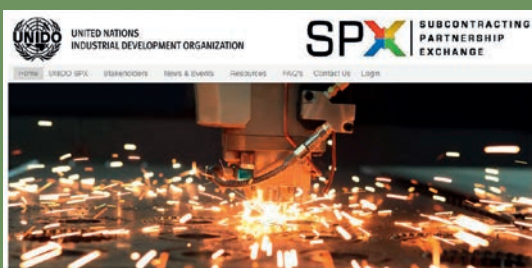 UNIDO
UNITED NATIONS
INDUSTRIAL DEVELOPMENT ORGANIZATION
SPX
SUBCONTRACTING
PARTNERSHIP
EXCHANGE
Home UNIDO SPX Stakeholders News & Events Resources FAQ's Contact Us Login